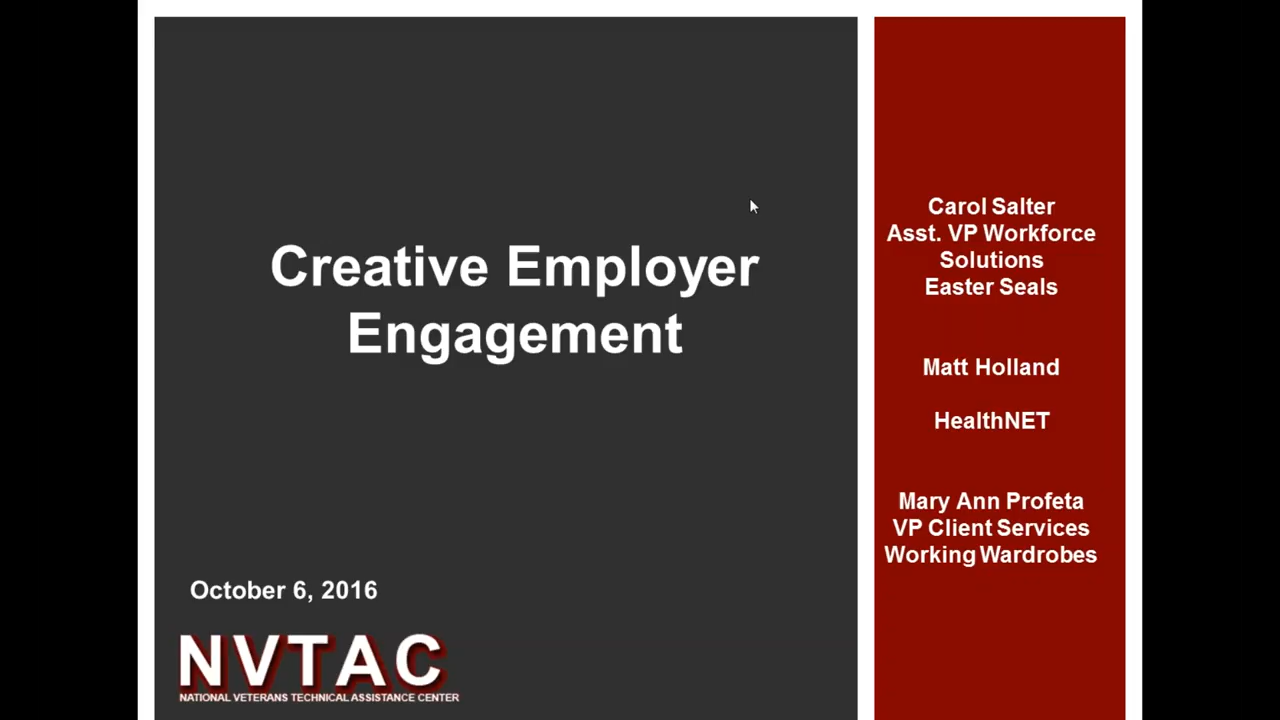 Creative Employer
Engagement
October 6, 2016
NVTAC
NATIONAL VETERANS TECHNICAL ASSISTANCE CENTER
Carol Salter
Asst. VP Workforce
Solutions
Easter Seals
Matt Holland
HealthNET
Mary Ann Profeta
VP Client Services
Working Wardrobes